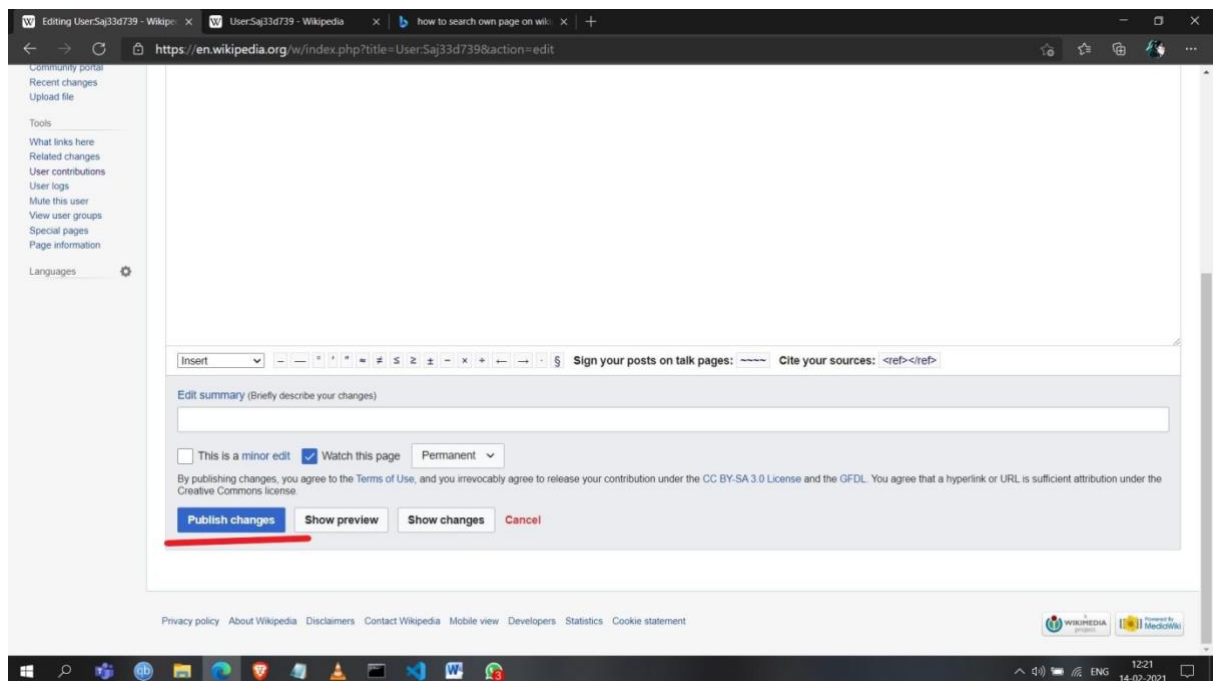 Editing User:Saj33d739 - Wikipe
User:Saj33d739 - Wikipedia
how to search own page on wiki
https://en.wikipedia.org/w/index.php?title=User:Saj33d739&action=edit
Community portal
Recent changes
Upload file
Tools
What links here
Related changes
User contributions
User logs
Mute this user
View user groups
Special pages
Page information
Languages
Insert – — ° ′ ″ ≈ ≠ ≤ ≥ ± − × ÷ ← → · § Sign your posts on talk pages: ~~~~ Cite your sources: <ref></ref>
Edit summary (Briefly describe your changes)
This is a minor edit Watch this page Permanent
By publishing changes, you agree to the Terms of Use, and you irrevocably agree to release your contribution under the CC BY-SA 3.0 License and the GFDL. You agree that a hyperlink or URL is sufficient attribution under the
Creative Commons license.
Publish changes Show preview Show changes Cancel
Privacy policy About Wikipedia Disclaimers Contact Wikipedia Mobile view Developers Statistics Cookie statement
WIKIMEDIA
project
Powered By
MediaWiki
ENG
12:21
14-02-2021